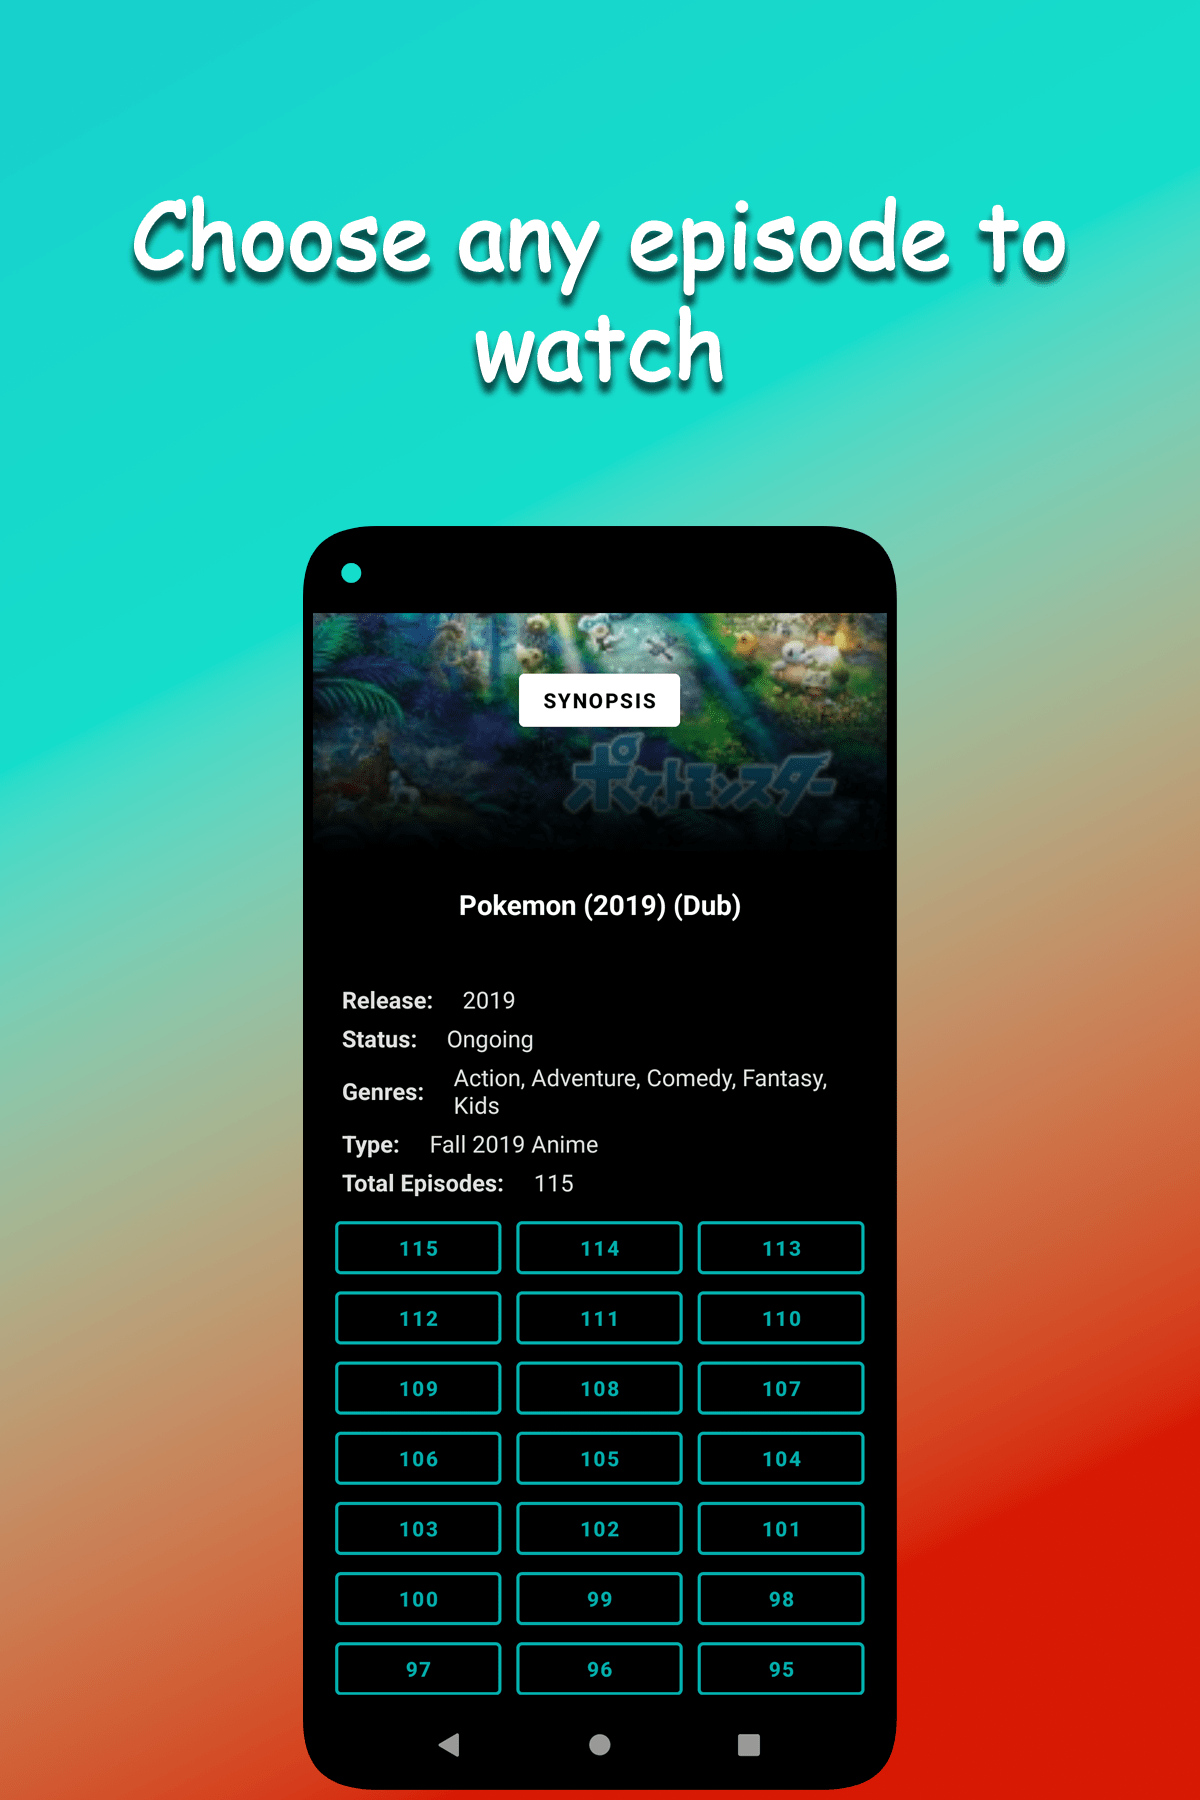 Choose any episode to
watch
SYNOPSIS
ポケットモンスター
Pokemon (2019) (Dub)
Release: 2019
Status: Ongoing
Genres: Action, Adventure, Comedy, Fantasy,
Kids
Type: Fall 2019 Anime
Total Episodes: 115
115 114 113
112 111 110
109 108 107
106 105 104
103 102 101
100 99 98
97 96 95